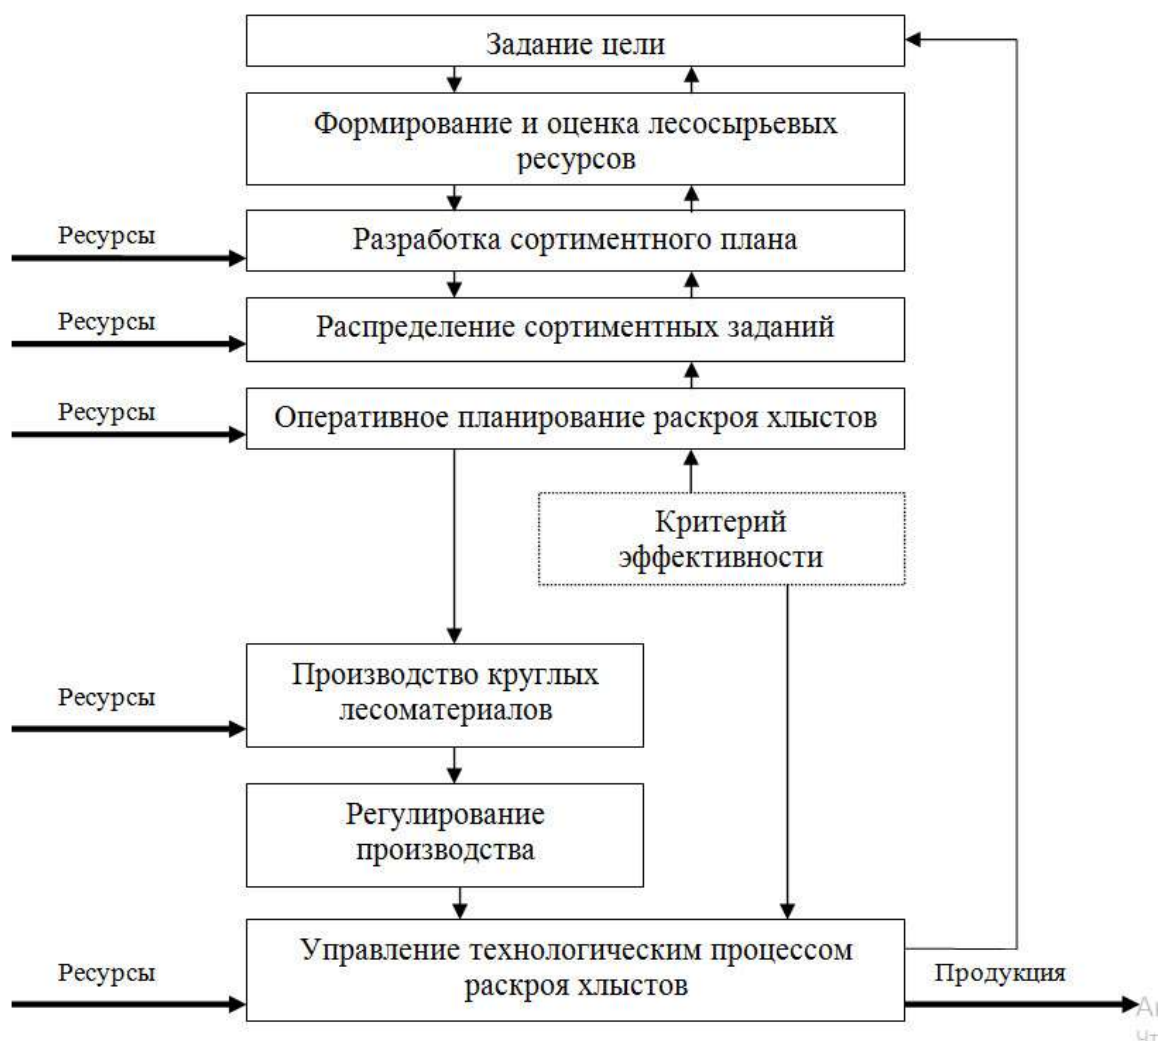 Задание цели
Формирование и оценка лесосырьевых
ресурсов
Ресурсы
Разработка сортиментного плана
Ресурсы
Распределение сортиментных заданий
Ресурсы
Оперативное планирование раскроя хлыстов
Критерий
эффективности
Ресурсы
Производство круглых
лесоматериалов
Регулирование
производства
Ресурсы
Управление технологическим процессом
раскроя хлыстов
Продукция